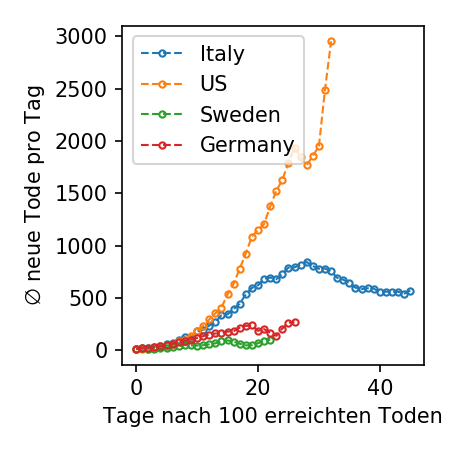 ∅ neue Tode pro Tag
3000
2500
2000
1500
1000
500
0
Italy
US
Sweden
Germany
0
20
40
Tage nach 100 erreichten Toden